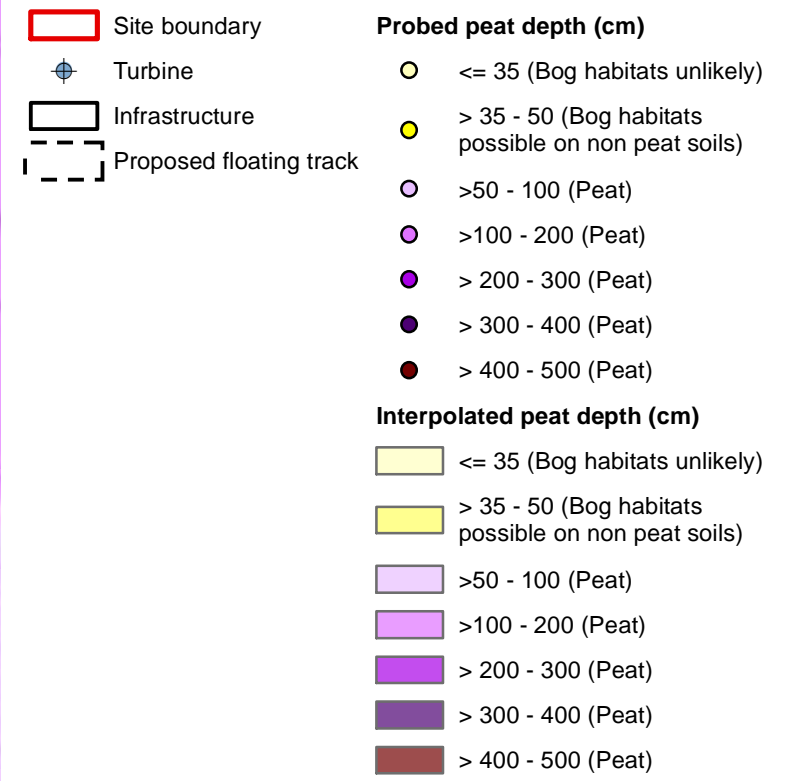 Site boundary
Turbine
Infrastructure
Proposed floating track
Probed peat depth (cm)
<= 35 (Bog habitats unlikely)
> 35 - 50 (Bog habitats
possible on non peat soils)
>50 - 100 (Peat)
>100 - 200 (Peat)
> 200 - 300 (Peat)
> 300 - 400 (Peat)
> 400 - 500 (Peat)
Interpolated peat depth (cm)
<= 35 (Bog habitats unlikely)
> 35 - 50 (Bog habitats
possible on non peat soils)
>50 - 100 (Peat)
>100 - 200 (Peat)
> 200 - 300 (Peat)
> 300 - 400 (Peat)
> 400 - 500 (Peat)